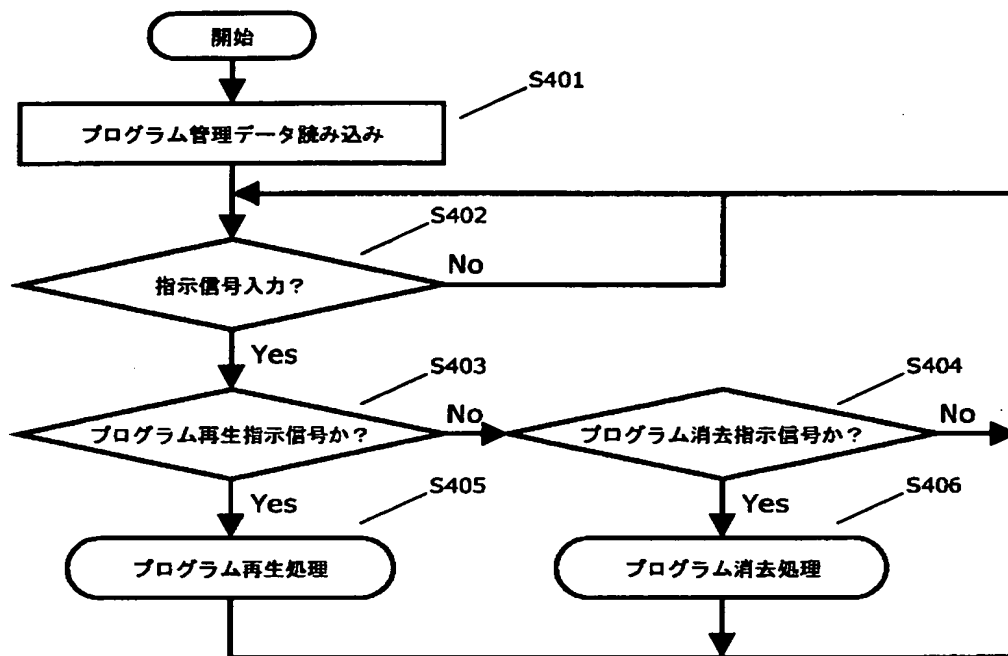 開始
S401
プログラム管理データ読み込み
S402
指示信号入力？
No
Yes
S403
S404
プログラム再生指示信号か？
No
プログラム消去指示信号か？
No
Yes
S405
Yes
S406
プログラム再生処理
プログラム消去処理